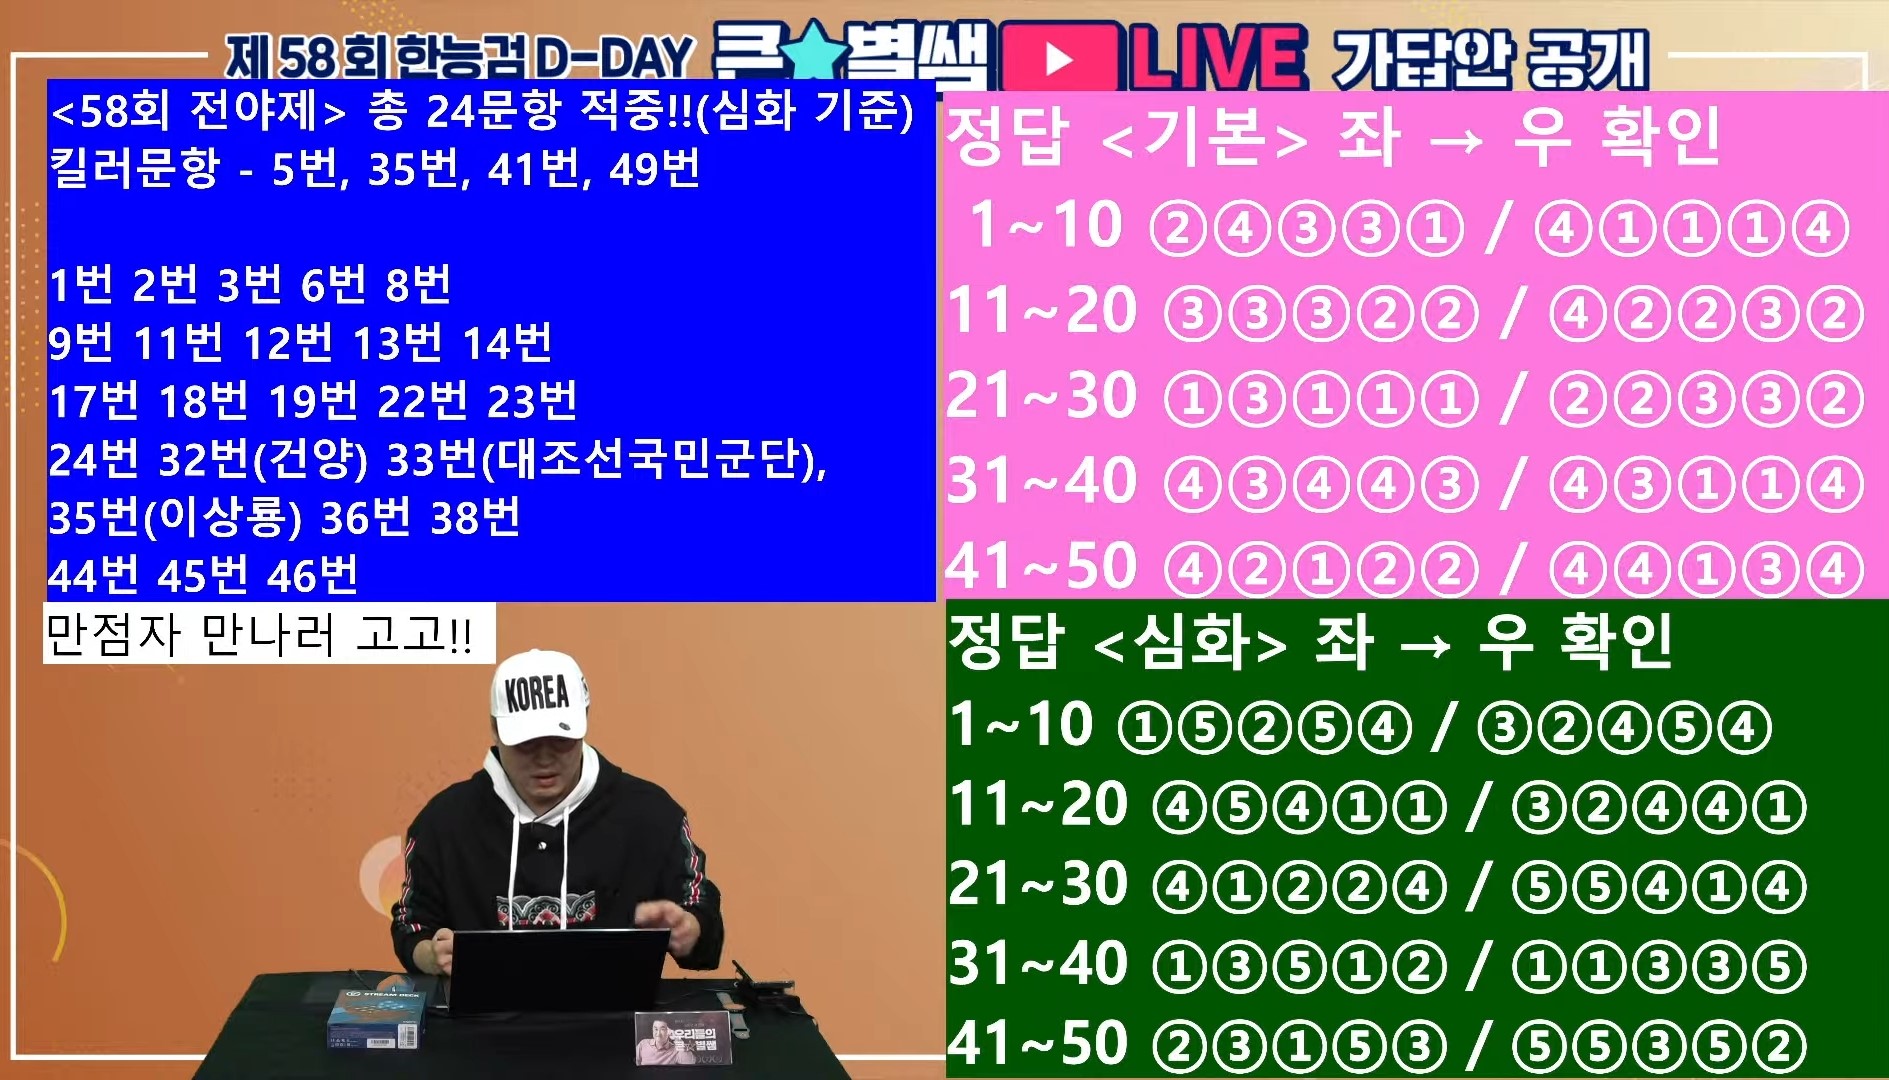 제58회 한능검 D-DAY 큰★별쌤 LIVE 가답안 공개
<58회 전야제> 총 24문항 적중!!(심화 기준)
킬러문항 - 5번, 35번, 41번, 49번
1번 2번 3번 6번 8번
9번 11번 12번 13번 14번
17번 18번 19번 22번 23번
24번 32번(건양) 33번(대조선국민군단),
35번(이상룡) 36번 38번
44번 45번 46번
만점자 만나러 고고!!
정답 <기본> 좌 → 우 확인
1~10 ②④③③① / ④①①①④
11~20 ③③③②② / ④②②③②
21~30 ①③①①① / ②②③③②
31~40 ④③④④③ / ④③①①④
41~50 ④②①②② / ④④①③④
정답 <심화> 좌 → 우 확인
1~10 ①⑤②⑤④ / ③②④⑤④
11~20 ④⑤④①① / ③②④④①
21~30 ④①②②④ / ⑤⑤④①④
31~40 ①③⑤①② / ①①③③⑤
41~50 ②③①⑤③ / ⑤⑤③⑤②
KOREA
STREAM DECK
우리들의
큰★별쌤